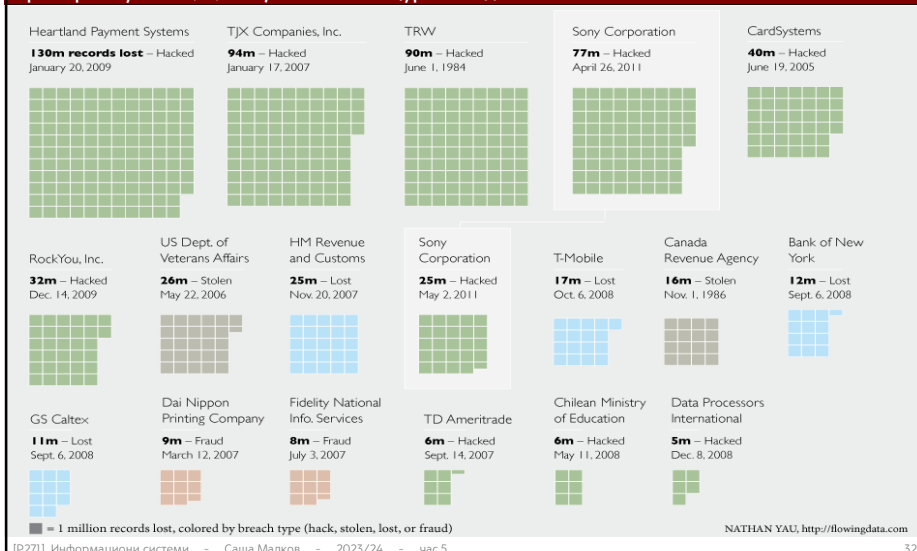 Heartland Payment Systems
130m records lost – Hacked
January 20, 2009
TJX Companies, Inc.
94m – Hacked
January 17, 2007
TRW
90m – Hacked
June 1, 1984
Sony Corporation
77m – Hacked
April 26, 2011
CardSystems
40m – Hacked
June 19, 2005
RockYou, Inc.
32m – Hacked
Dec. 14, 2009
US Dept. of
Veterans Affairs
26m – Stolen
May 22, 2006
HM Revenue
and Customs
25m – Lost
Nov. 20, 2007
Sony
Corporation
25m – Hacked
May 2, 2011
T-Mobile
17m – Lost
Oct. 6, 2008
Canada
Revenue Agency
16m – Stolen
Nov. 1, 1986
Bank of New
York
12m – Lost
Sept. 6, 2008
GS Caltex
11m – Lost
Sept. 6, 2008
Dai Nippon
Printing Company
9m – Fraud
March 12, 2007
Fidelity National
Info. Services
8m – Fraud
July 3, 2007
TD Ameritrade
6m – Hacked
Sept. 14, 2007
Chilean Ministry
of Education
6m – Hacked
May 11, 2008
Data Processors
International
5m – Hacked
Dec. 8, 2008
= 1 million records lost, colored by breach type (hack, stolen, lost, or fraud)
NATHAN YAU, http://flowingdata.com
[P271] Информациони системи - Саша Малков - 2023/24 - час 5
32